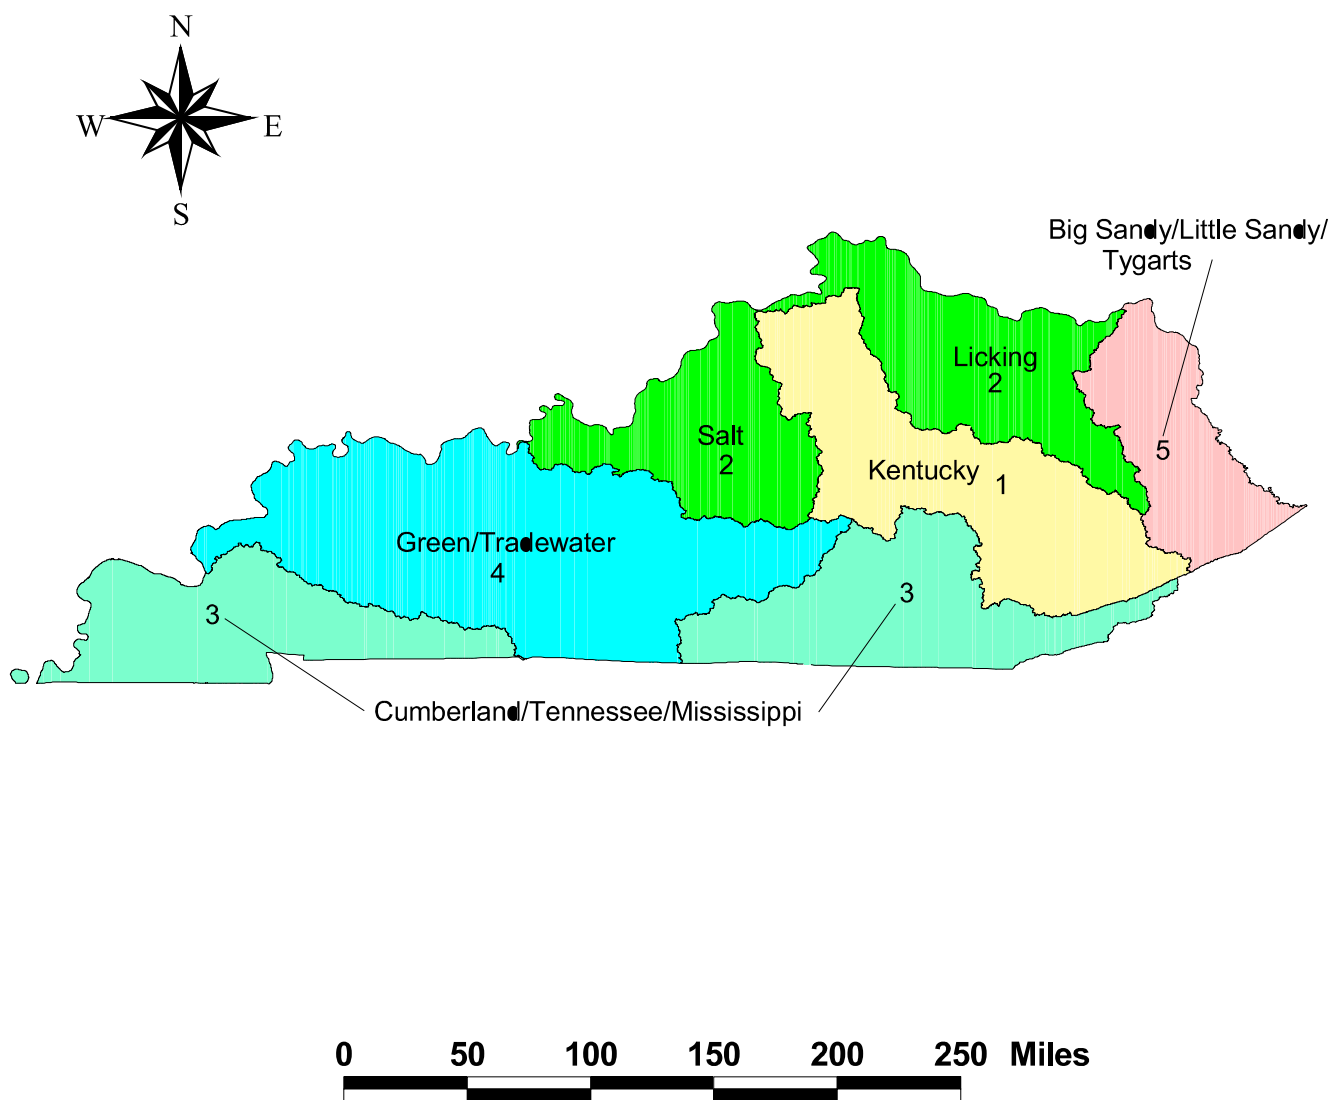 N
W E
S
Big Sandy/Little Sandy/
Tygarts
Licking
2
Salt
2
5
Kentucky 1
Green/Tradewater
4
3
3
Cumberland/Tennessee/Mississippi
0 50 100 150 200 250 Miles